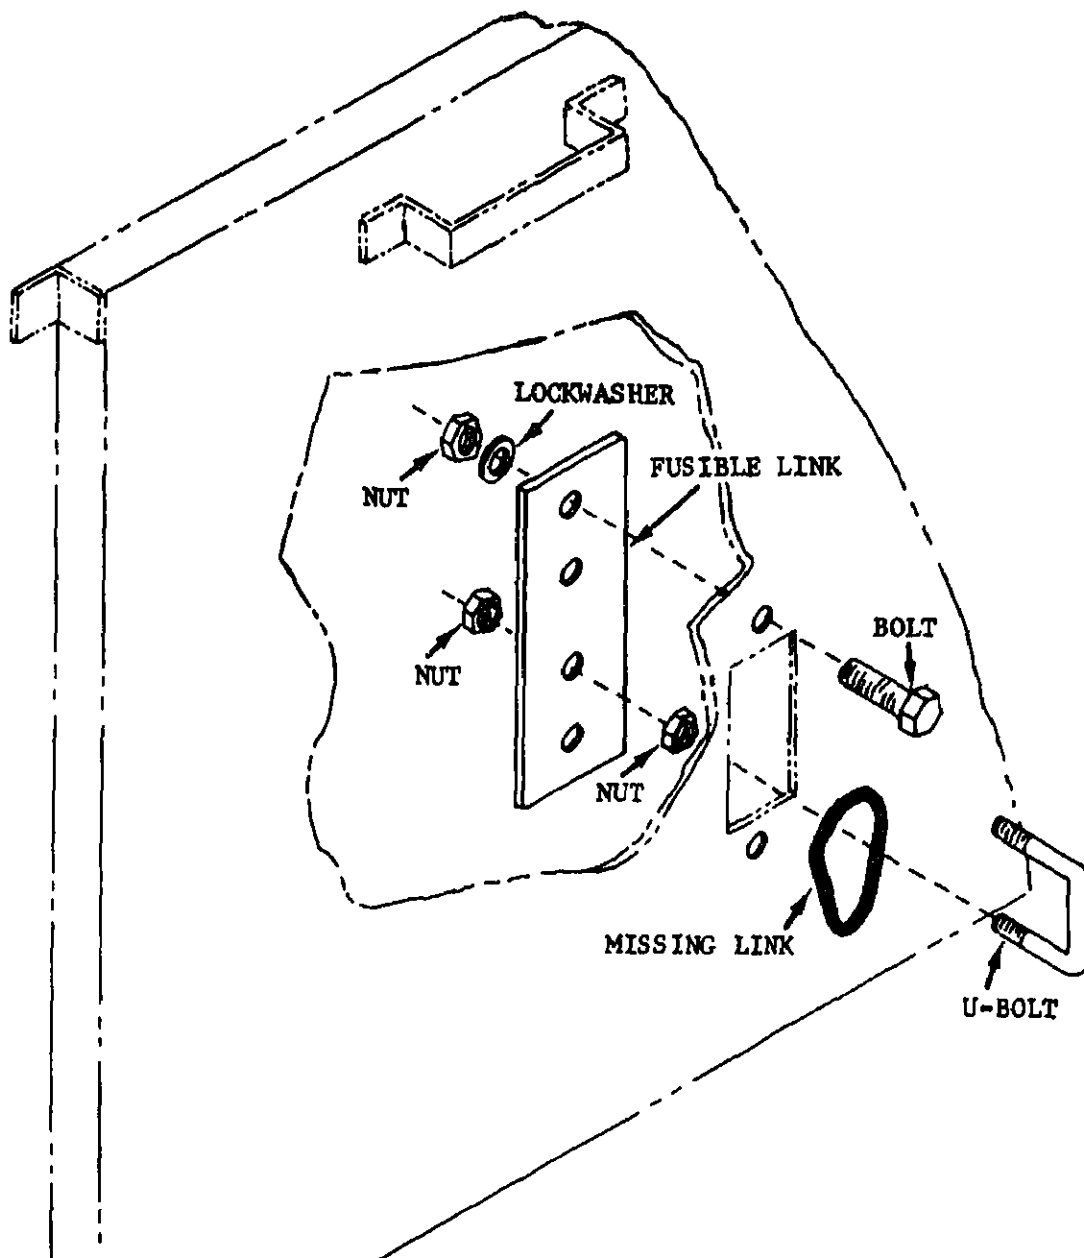 LOCKWASHER
FUSIBLE LINK
NUT
BOLT
NUT
NUT
MISSING LINK
U-BOLT